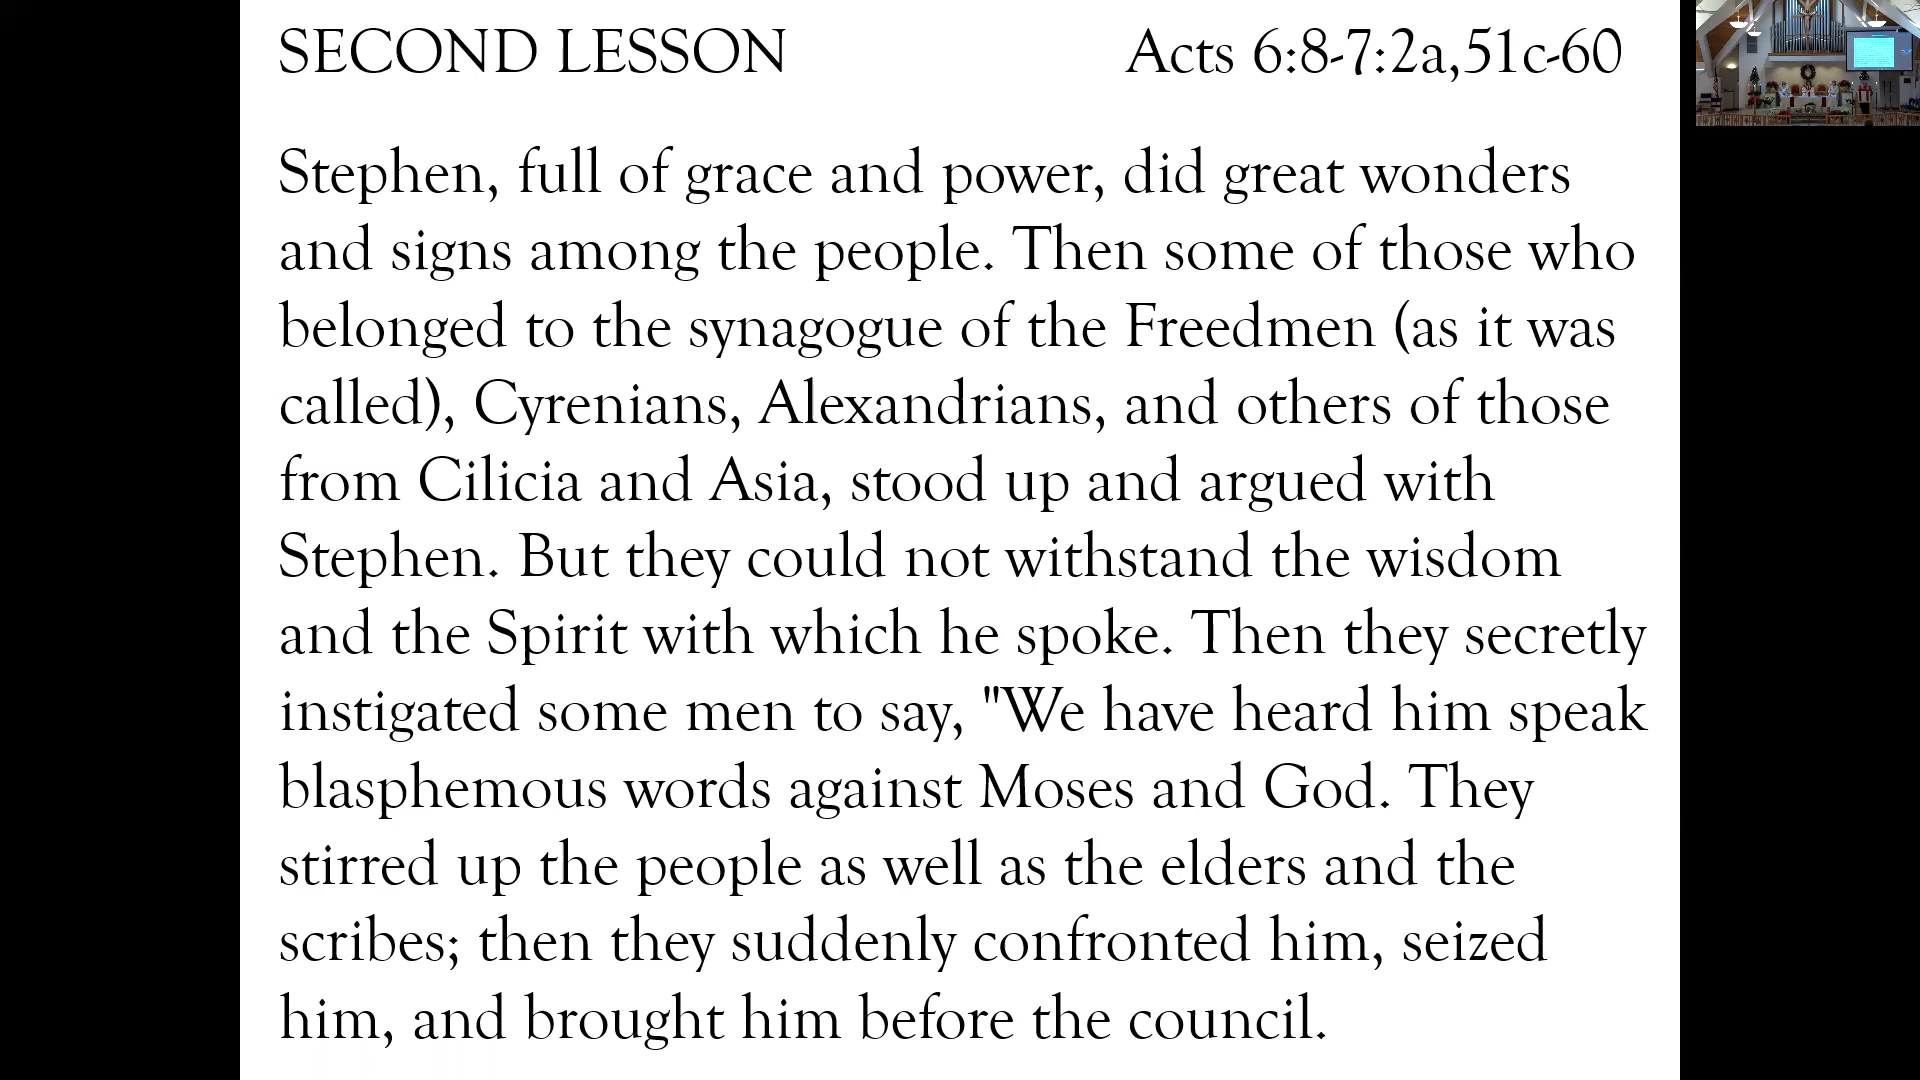 SECOND LESSON Acts 6:8-7:2a,51c-60
Stephen, full of grace and power, did great wonders
and signs among the people. Then some of those who
belonged to the synagogue of the Freedmen (as it was
called), Cyrenians, Alexandrians, and others of those
from Cilicia and Asia, stood up and argued with
Stephen. But they could not withstand the wisdom
and the Spirit with which he spoke. Then they secretly
instigated some men to say, "We have heard him speak
blasphemous words against Moses and God. They
stirred up the people as well as the elders and the
scribes; then they suddenly confronted him, seized
him, and brought him before the council.